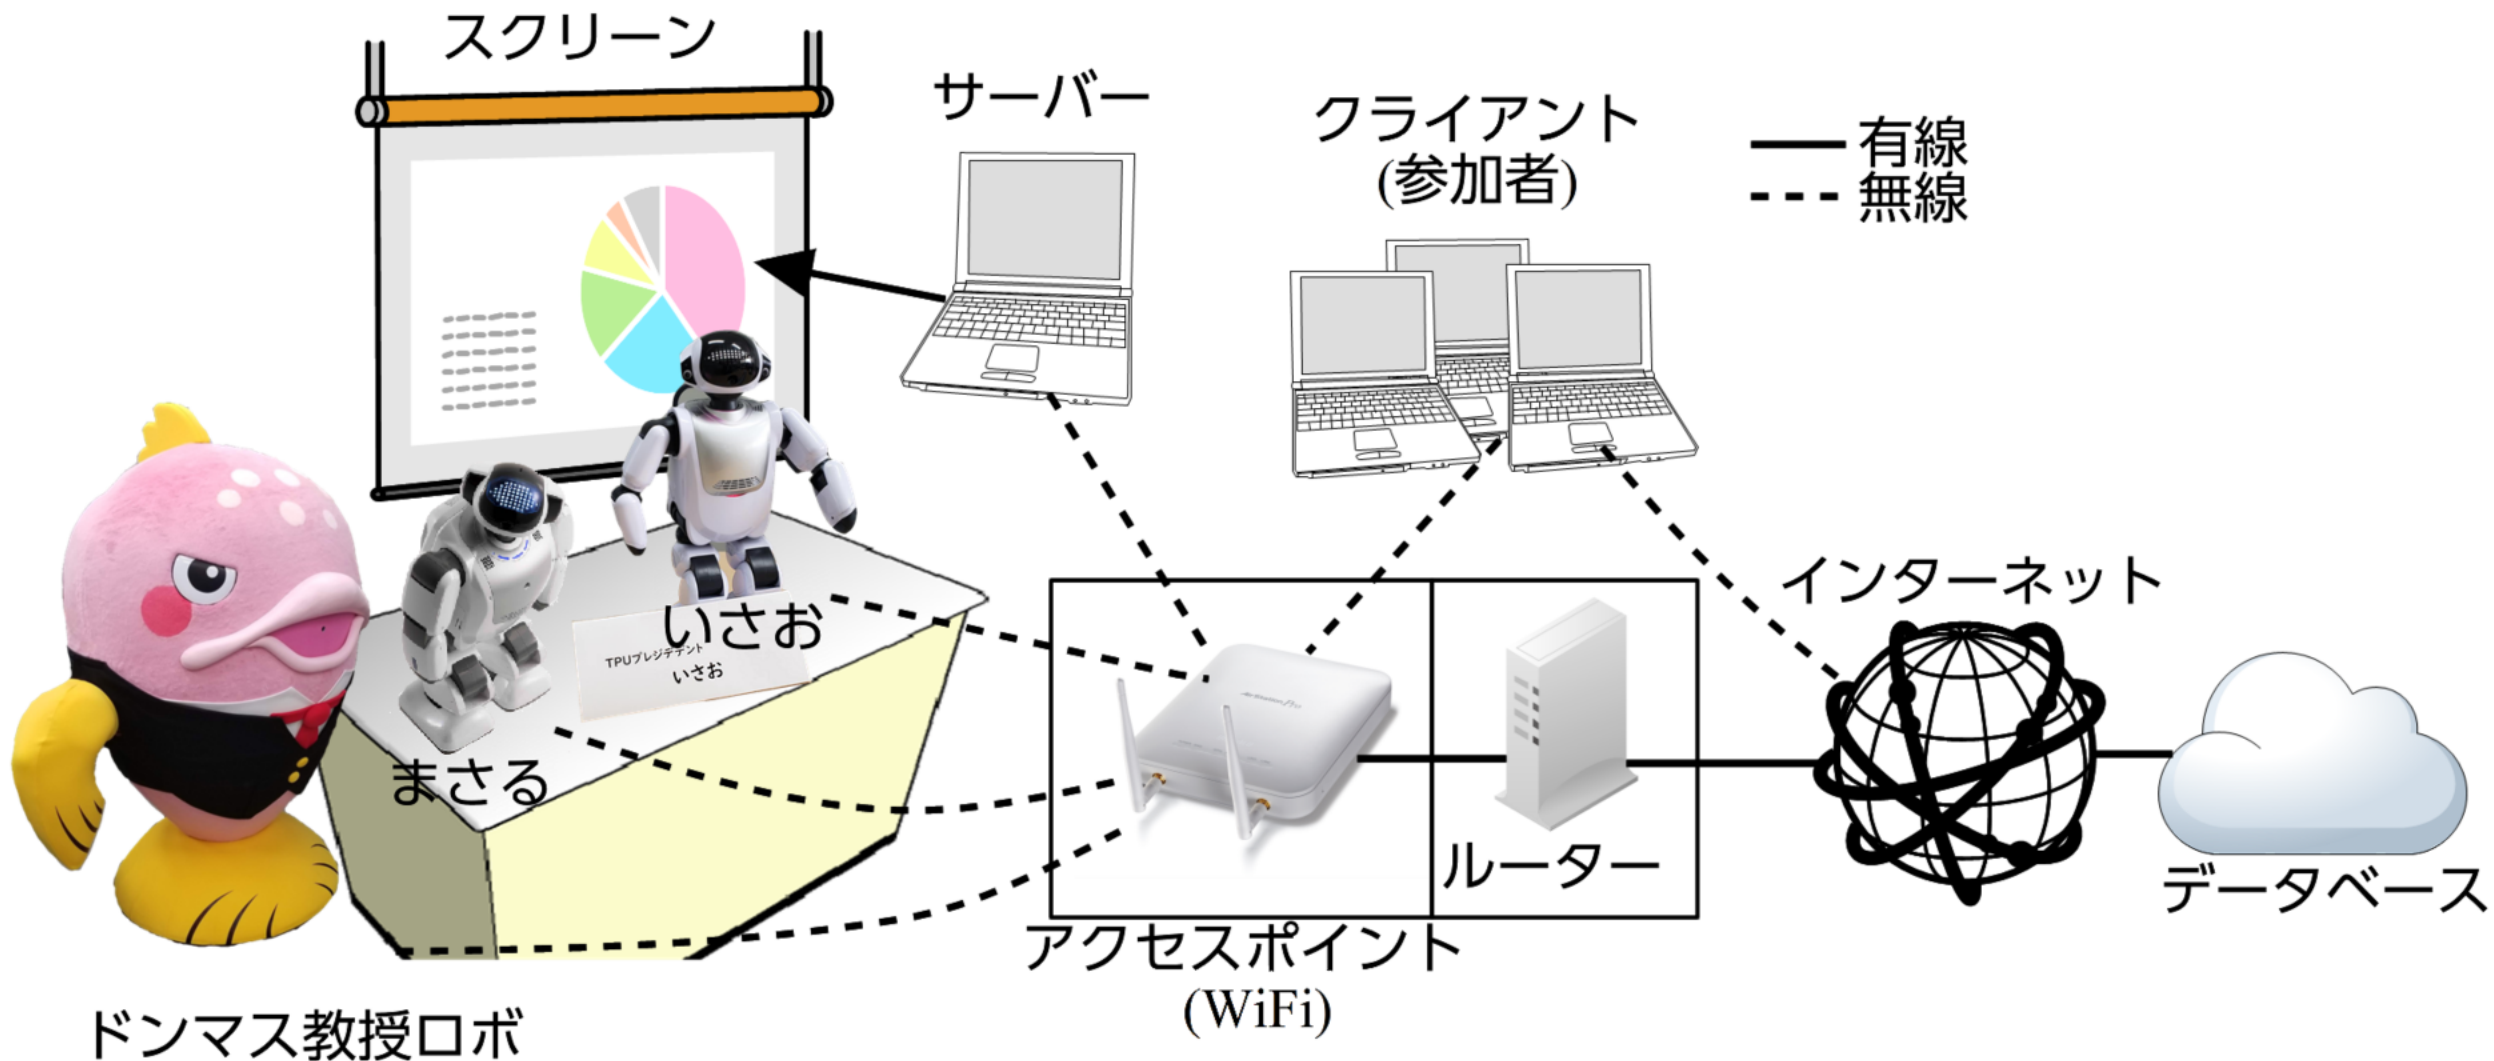 スクリーン
サーバー
クライアント
(参加者)
有線
無線
いさお
TPUプレジデント
いさお
まさる
インターネット
ルーター
データベース
アクセスポイント
(WiFi)
ドンマス教授ロボ